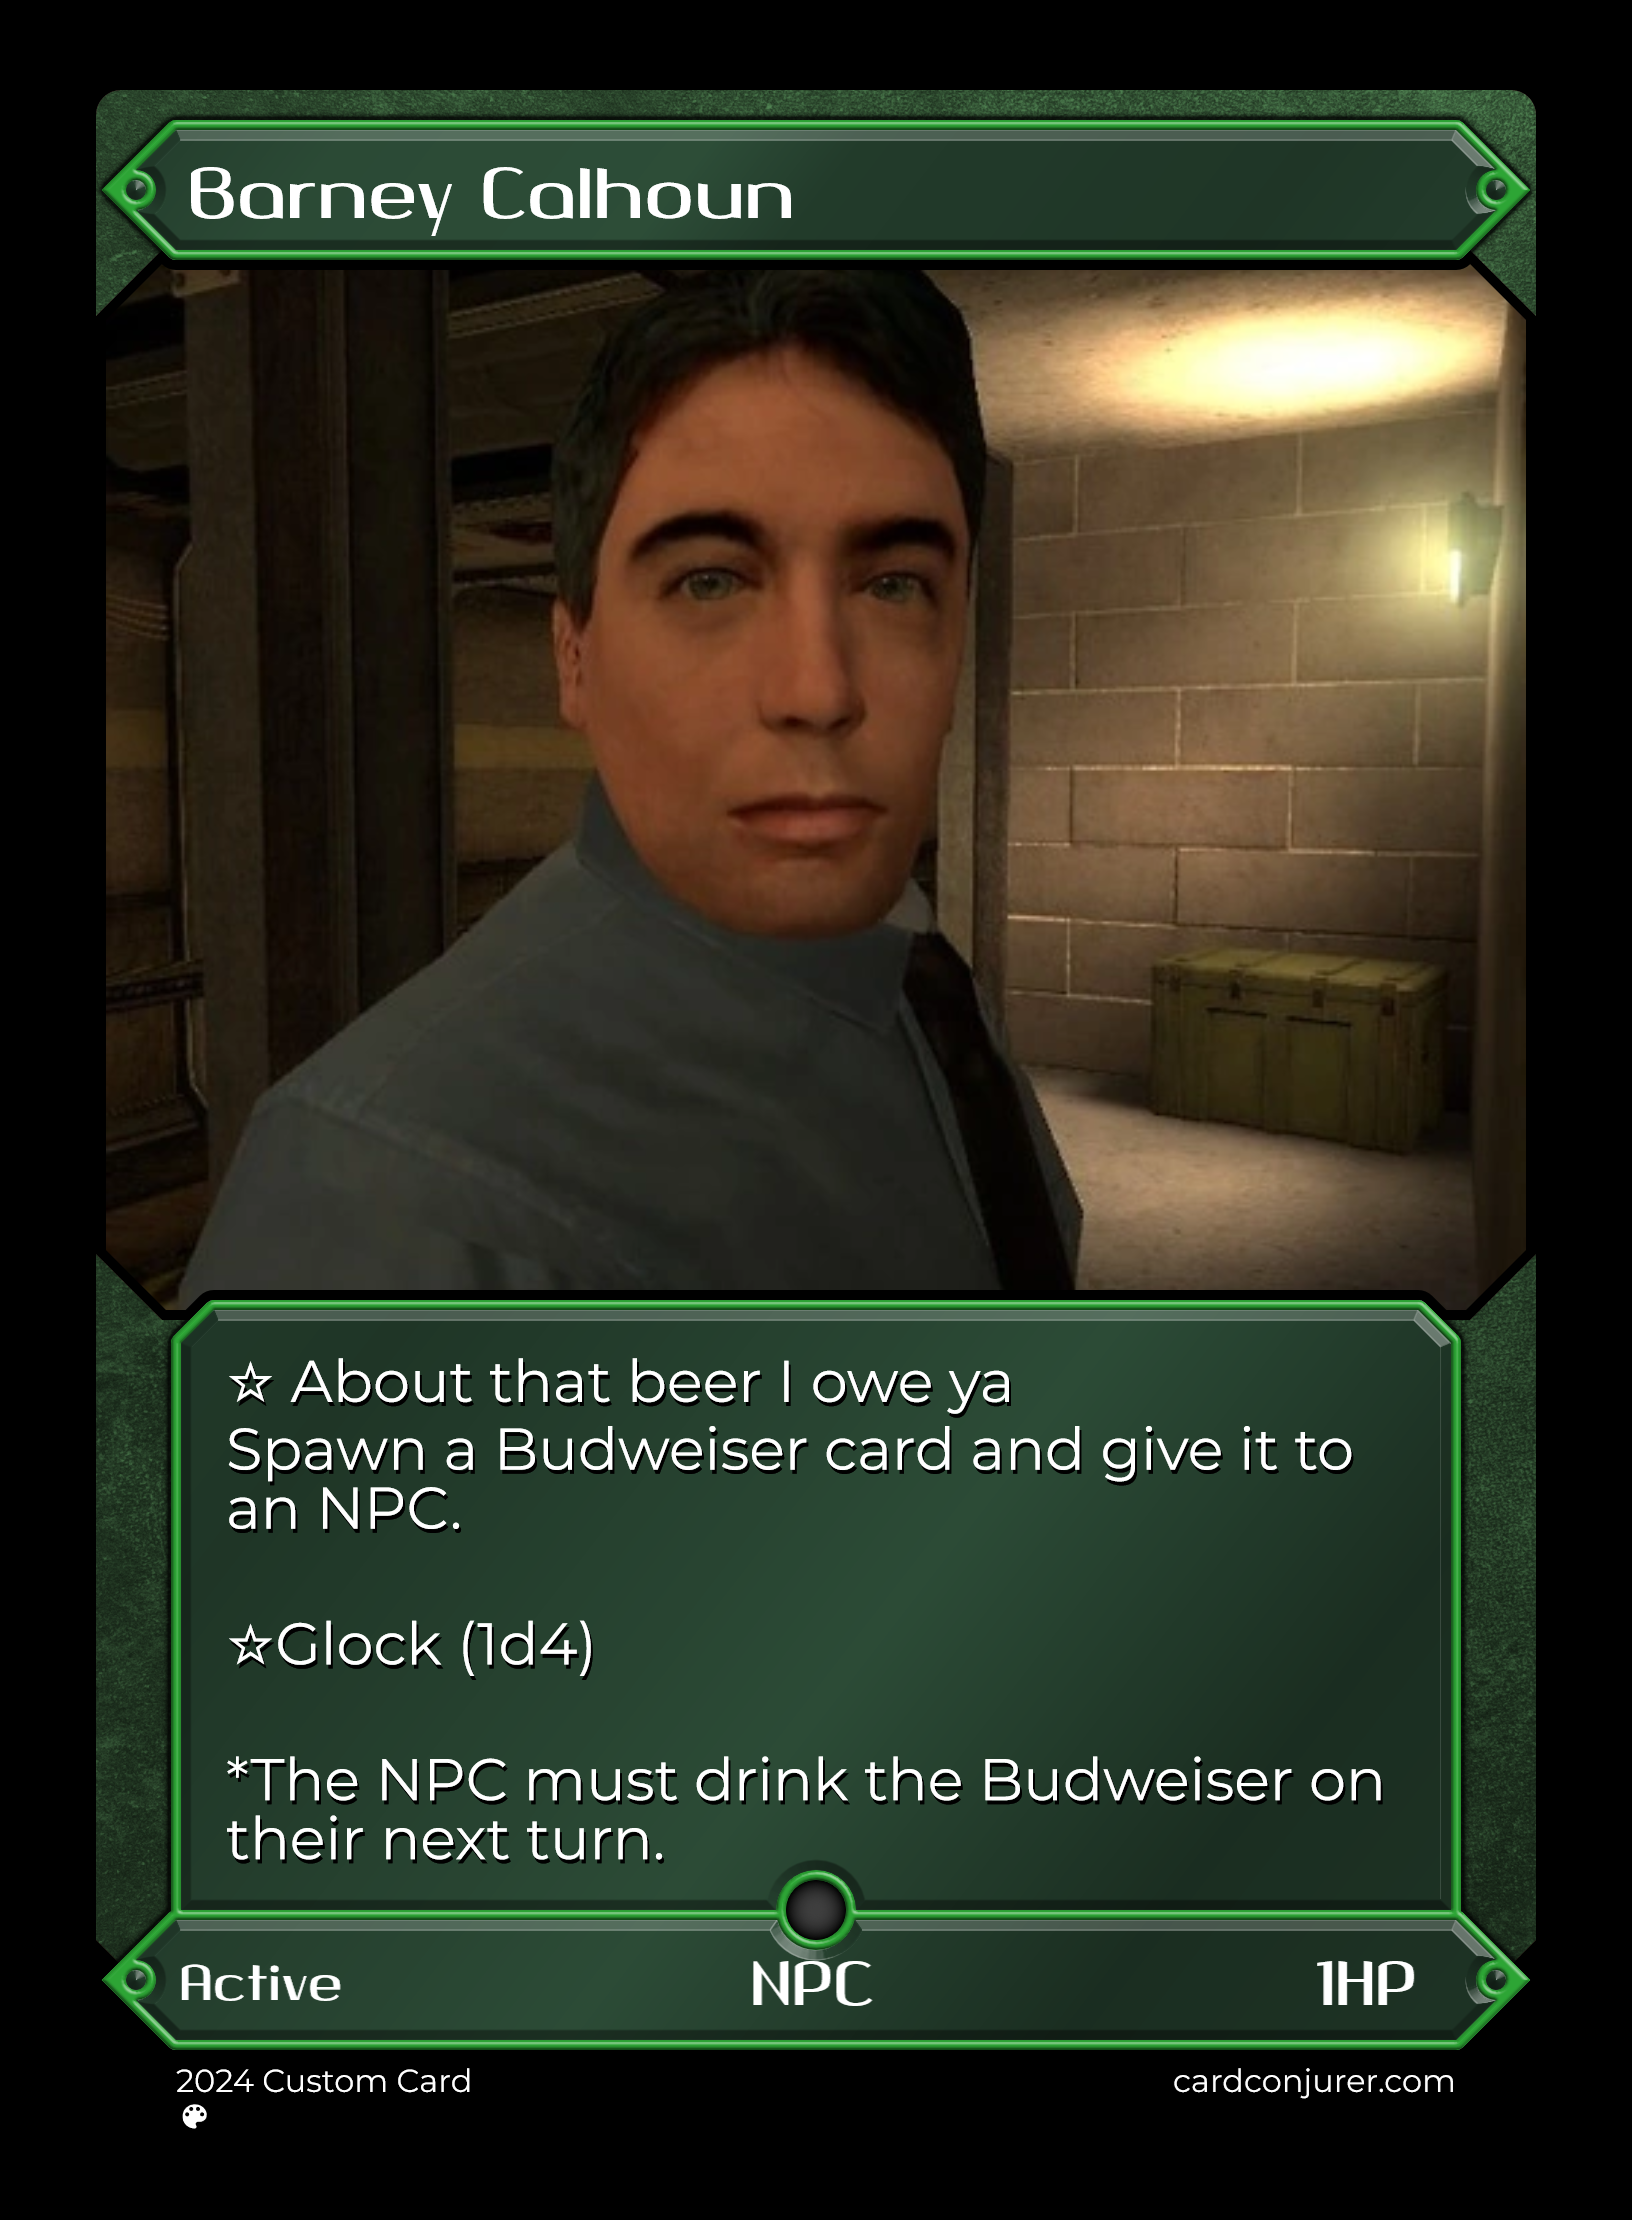 Barney Calhoun
☆ About that beer I owe ya
Spawn a Budweiser card and give it to
an NPC.
☆Glock (1d4)
*The NPC must drink the Budweiser on
their next turn.
Active NPC 1HP
2024 Custom Card cardconjurer.com